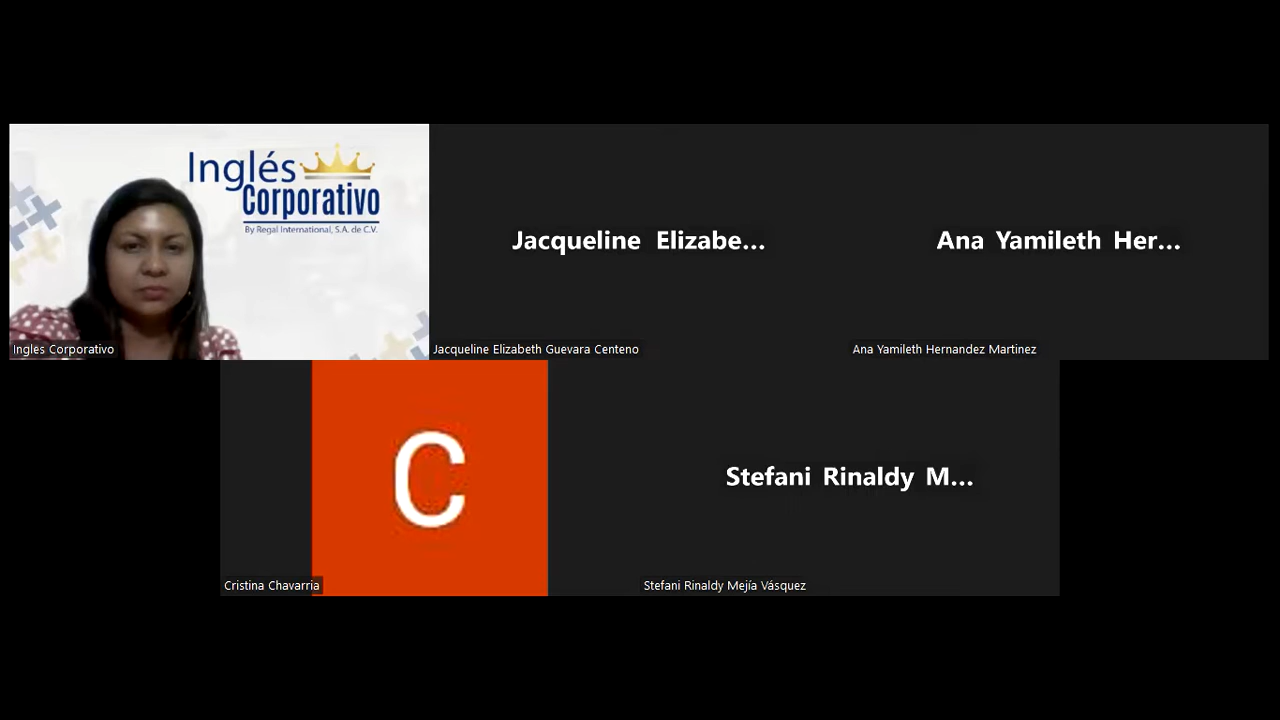 Inglés
Corporativo
By Regal International, S.A. de C.V.
Ingles Corporativo
Jacqueline Elizabe...
Jacqueline Elizabeth Guevara Centeno
Ana Yamileth Her...
Ana Yamileth Hernandez Martinez
C
Cristina Chavarria
Stefani Rinaldy M...
Stefani Rinaldy Mejía Vásquez